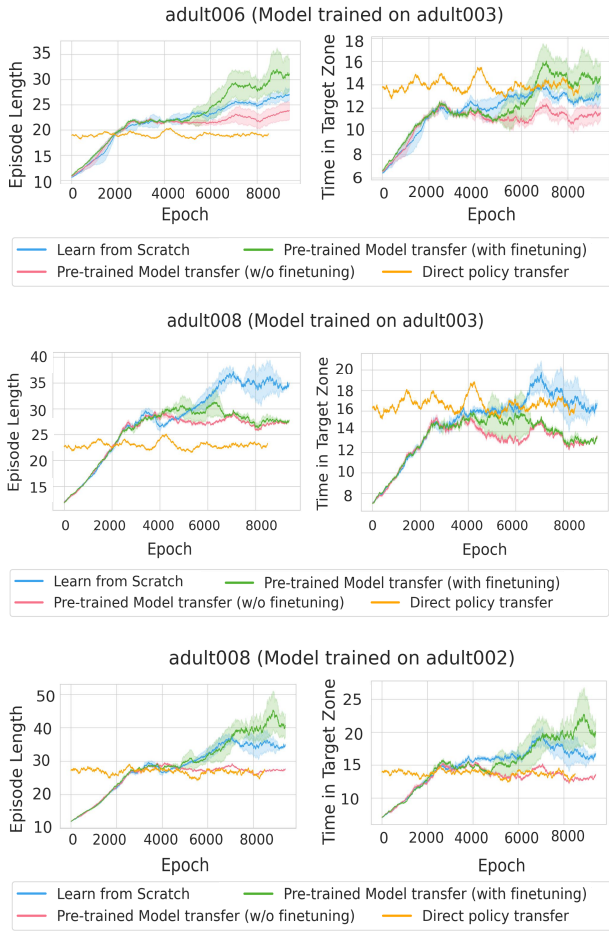 adult006 (Model trained on adult003)
Episode Length
35
30
25
20
15
10
0 2000 4000 6000 8000
Epoch
Time in Target Zone
18
16
14
12
10
8
6
0 2000 4000 6000 8000
Epoch
Learn from Scratch Pre-trained Model transfer (with finetuning)
Pre-trained Model transfer (w/o finetuning) Direct policy transfer
adult008 (Model trained on adult003)
Episode Length
40
35
30
25
23
15
0 2000 4000 6000 8000
Epoch
Time in Target Zone
20
18
16
14
12
8
0 2000 4000 6000 8000
Epoch
Learn from Scratch Pre-trained Model transfer (with finetuning)
Pre-trained Model transfer (w/o finetuning) Direct policy transfer
adult008 (Model trained on adult002)
Episode Length
50
40
30
20
10
0 2000 4000 6000 8000
Epoch
Time in Target Zone
25
20
15
10
0 2000 4000 6000 8000
Epoch
Learn from Scratch Pre-trained Model transfer (with finetuning)
Pre-trained Model transfer (w/o finetuning) Direct policy transfer